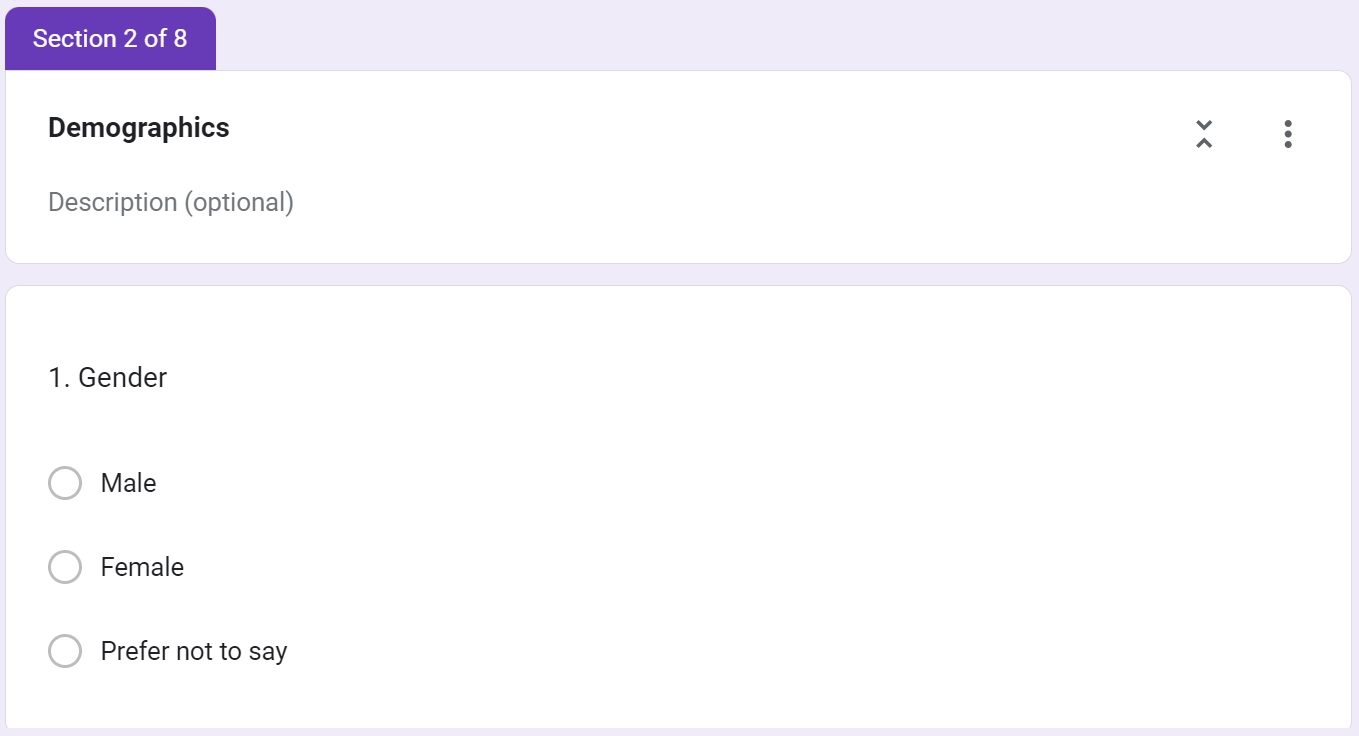 Section 2 of 8
Demographics
Description (optional)
1. Gender
Male
Female
Prefer not to say